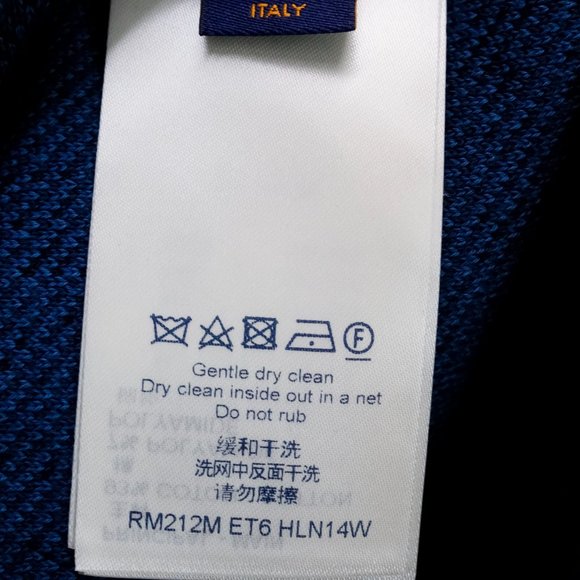 ITALY
Gentle dry clean
Dry clean inside out in a net
Do not rub
缓和干洗
洗网中反面干洗
请勿摩擦
RM212M ET6 HLN14W
F